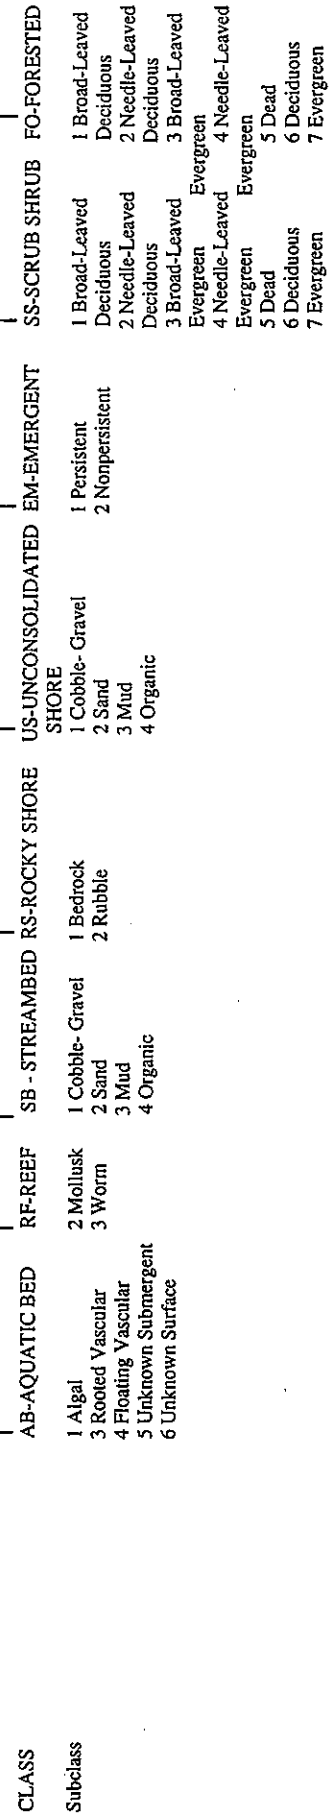 CLASS
AB-AQUATIC BED
RF-REEF
SB - STREAMBED
RS-ROCKY SHORE
US-UNCONSOLIDATED
SHORE
EM-EMERGENT
SS-SCRUB SHRUB
FO-FORESTED
Subclass
1 Algal
3 Rooted Vascular
4 Floating Vascular
5 Unknown Submergent
6 Unknown Surface
2 Mollusk
3 Worm
1 Cobble- Gravel
2 Sand
3 Mud
4 Organic
1 Bedrock
2 Rubble
1 Cobble- Gravel
2 Sand
3 Mud
4 Organic
1 Persistent
2 Nonpersistent
1 Broad-Leaved
Deciduous
2 Needle-Leaved
Deciduous
3 Broad-Leaved
Evergreen
4 Needle-Leaved
Evergreen
5 Dead
6 Deciduous
7 Evergreen
1 Broad-Leaved
Deciduous
2 Needle-Leaved
Deciduous
3 Broad-Leaved
Evergreen
4 Needle-Leaved
Evergreen
5 Dead
6 Deciduous
7 Evergreen